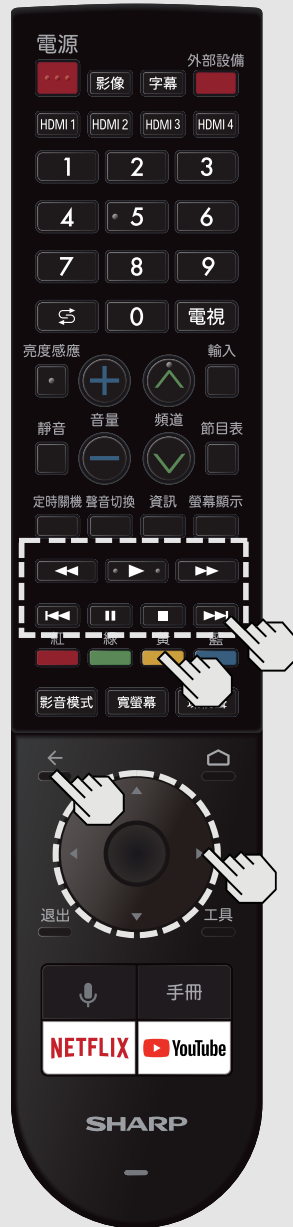 電源
外部設備
影像 字幕
HDMI 1 HDMI 2 HDMI 3 HDMI 4
1 2 3
4 5 6
7 8 9
0 電視
亮度感應 輸入
靜音 音量 頻道 節目表
定時關機 聲音切換 資訊 螢幕顯示
紅 綠 黃 藍
影音模式 寬螢幕
退出 工具
手冊
NETFLIX YouTube
SHARP